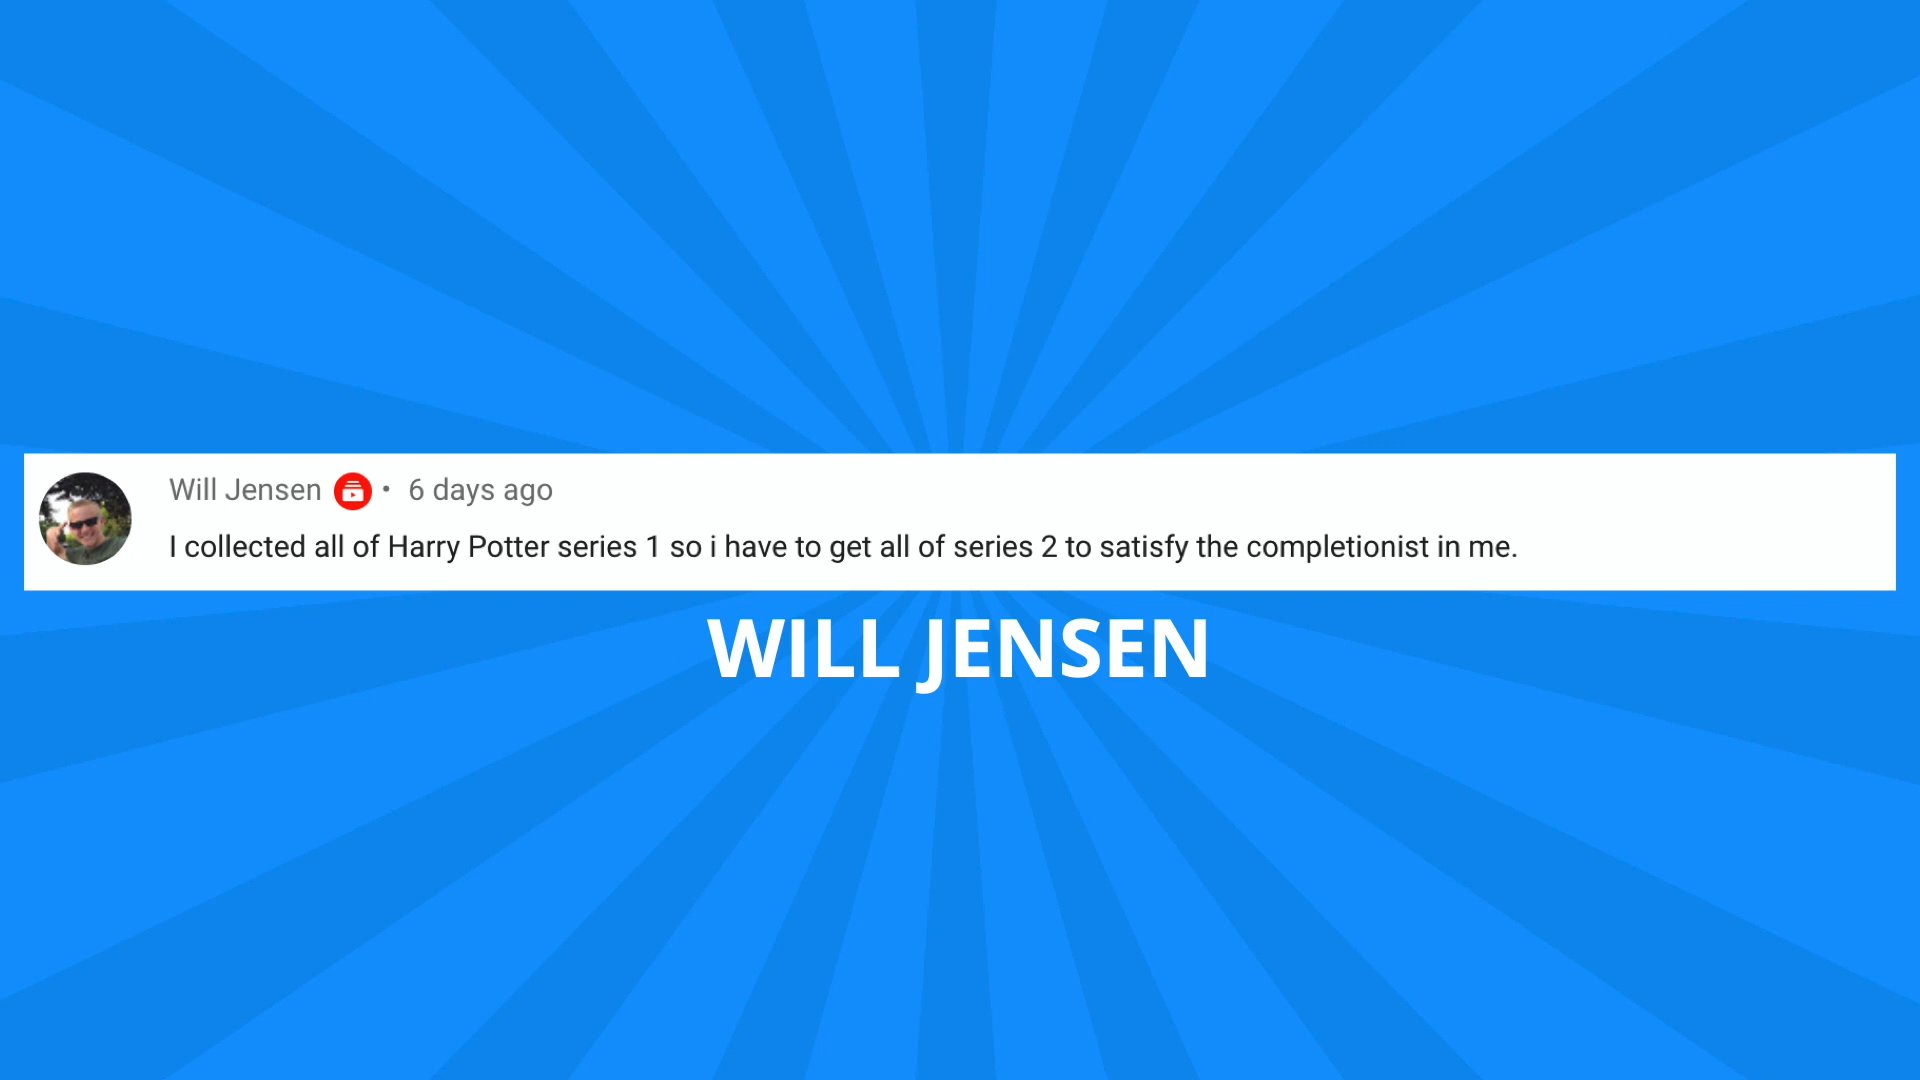 Will Jensen • 6 days ago
I collected all of Harry Potter series 1 so i have to get all of series 2 to satisfy the completionist in me.
WILL JENSEN